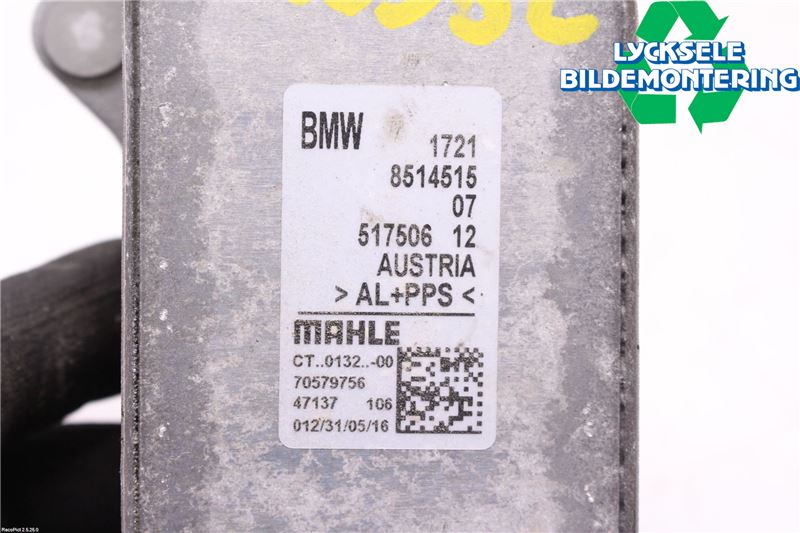 LYCKSELE
BILDEMONTERING
BMW 1721
8514515
07
517506 12
AUSTRIA
> AL+PPS <
MAHLE
CT..0132..-00
70579756
47137 106
012/31/05/16